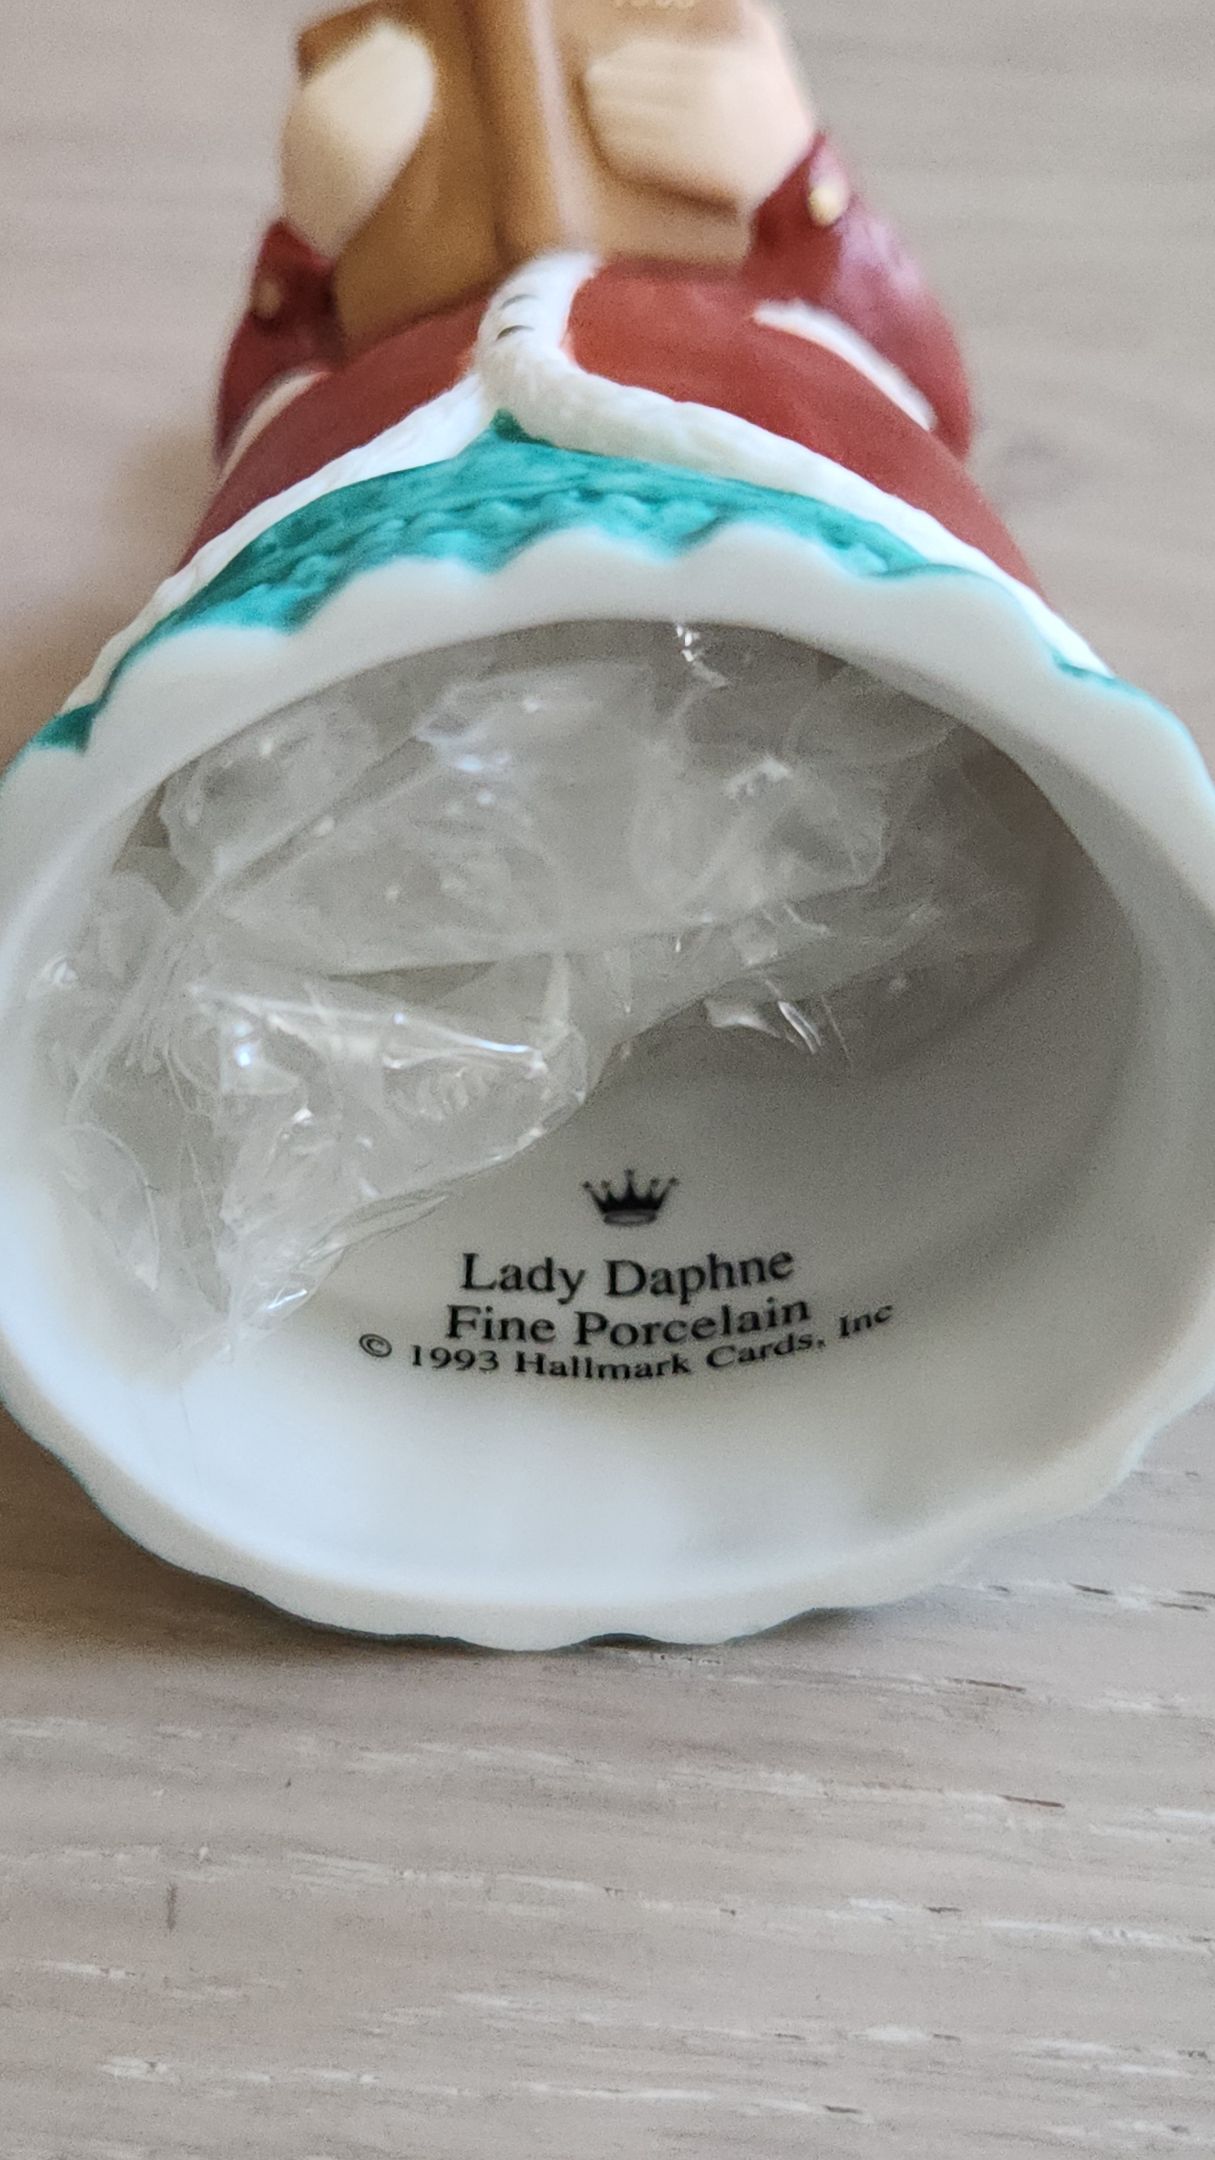 Lady Daphne
Fine Porcelain
© 1993 Hallmark Cards, Inc